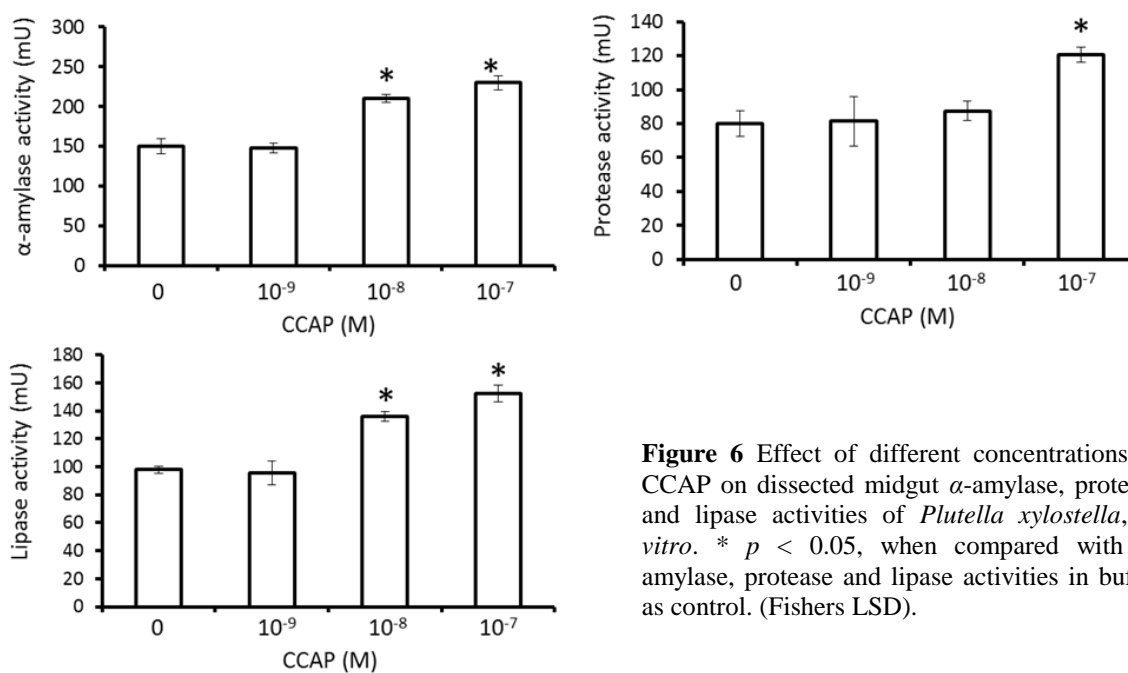 300
250
200
150
100
50
0
α-amylase activity (mU)
* *
0 10⁻⁹ 10⁻⁸ 10⁻⁷
CCAP (M)
140
120
100
80
60
40
20
0
Protease activity (mU)
*
0 10⁻⁹ 10⁻⁸ 10⁻⁷
CCAP (M)
180
160
140
120
100
80
60
40
20
0
Lipase activity (mU)
* *
0 10⁻⁹ 10⁻⁸ 10⁻⁷
CCAP (M)
Figure 6 Effect of different concentrations
CCAP on dissected midgut α-amylase, prote
and lipase activities of Plutella xylostella,
vitro. * p < 0.05, when compared with
amylase, protease and lipase activities in buf
as control. (Fishers LSD).